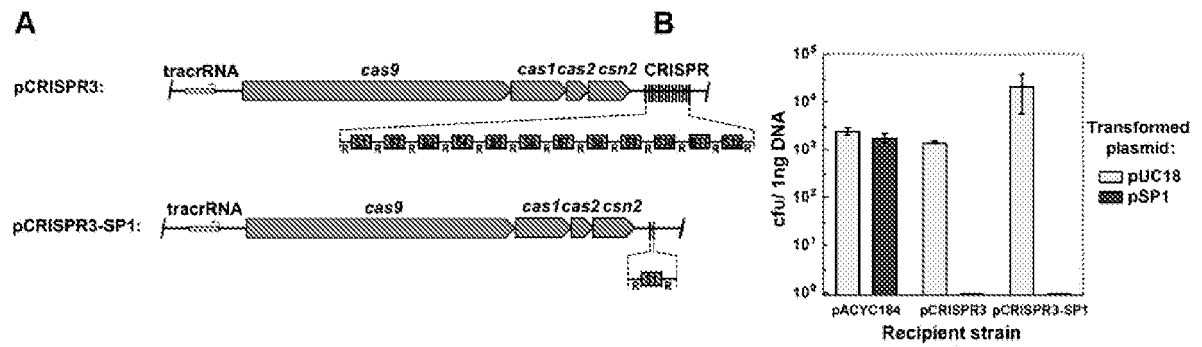 A
pCRISPR3:
tracrRNA
cas9
cas1 cas2 csn2 CRISPR
R R R R R R R R R R R R R
pCRISPR3-SP1:
tracrRNA
cas9
cas1 cas2 csn2
R R
B
cfu/ 1ng DNA
10⁵
10⁴
10³
10²
10¹
10⁰
pACYC184 pCRISPR3 pCRISPR3-SP1
Recipient strain
Transformed
plasmid:
pUC18
pSP1